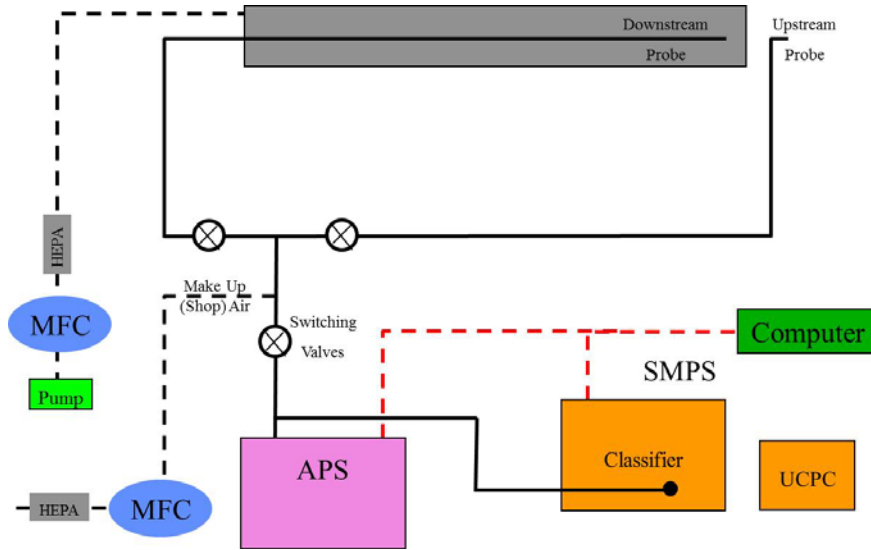 Downstream
Probe
Upstream
Probe
HEPA
MFC
Pump
Make Up
(Shop) Air
Switching
Valves
Computer
SMPS
APS
Classifier
UCPC
HEPA
MFC